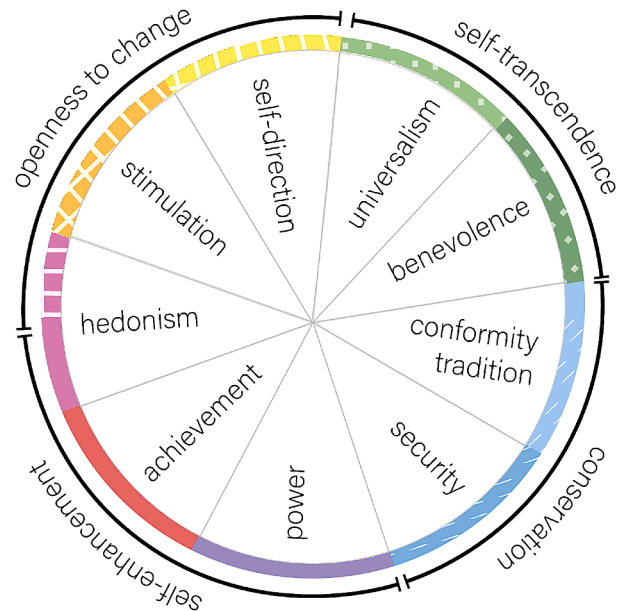 openness to change
self-transcendence
self-direction
universalism
stimulation
benevolence
hedonism
conformity
tradition
achievement
security
power
self-enhancement
conservation